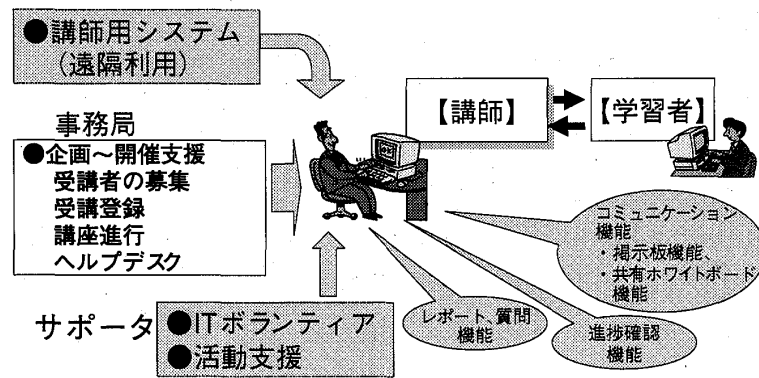 ●講師用システム
(遠隔利用)
事務局
●企画～開催支援
受講者の募集
受講登録
講座進行
ヘルプデスク
サポータ
●ITボランティア
●活動支援
【講師】
【学習者】
コミュニケーション
機能
・掲示板機能、
・共有ホワイトボード
機能
レポート、質問
機能
進捗確認
機能